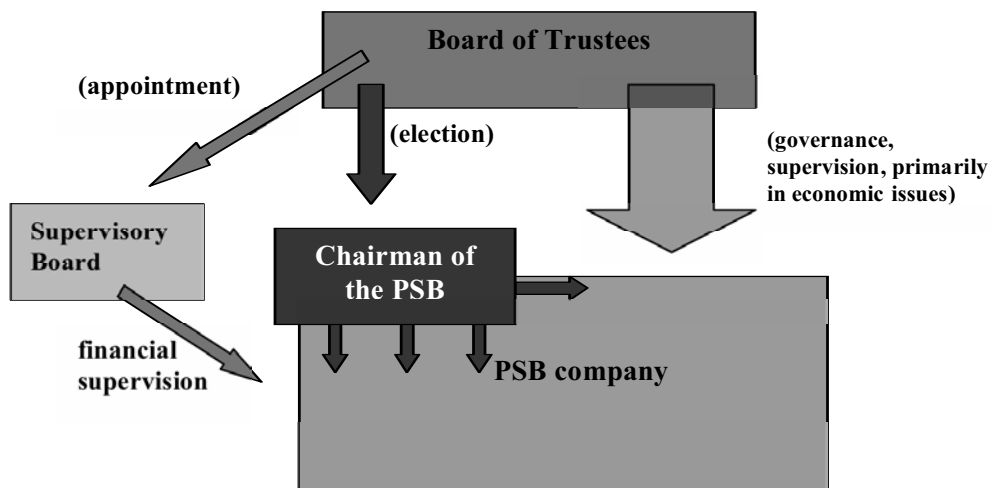 Board of Trustees
(appointment)
(election)
(governance,
supervision, primarily
in economic issues)
Supervisory
Board
Chairman of
the PSB
financial
supervision
PSB company